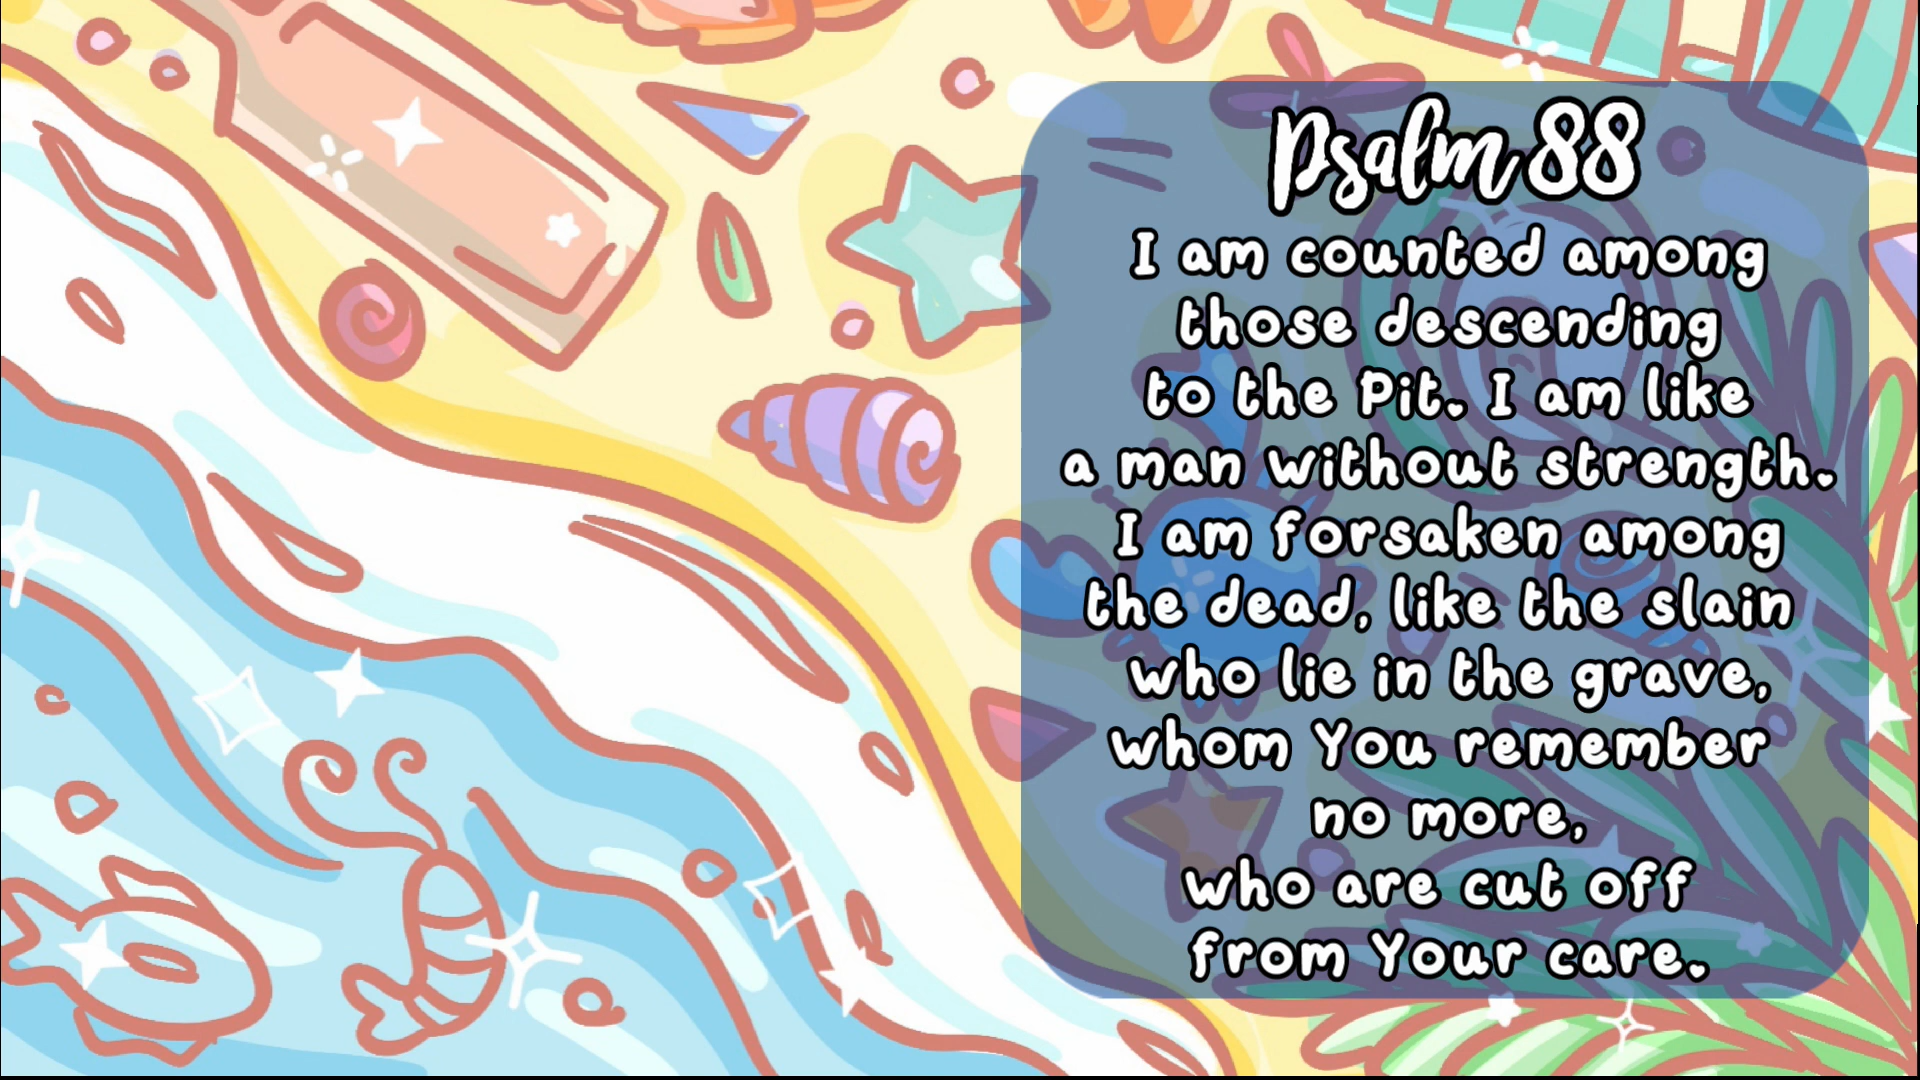 Psalm 88
I am counted among
those descending
to the Pit. I am like
a man without strength.
I am forsaken among
the dead, like the slain
who lie in the grave,
whom You remember
no more,
who are cut off
from Your care.